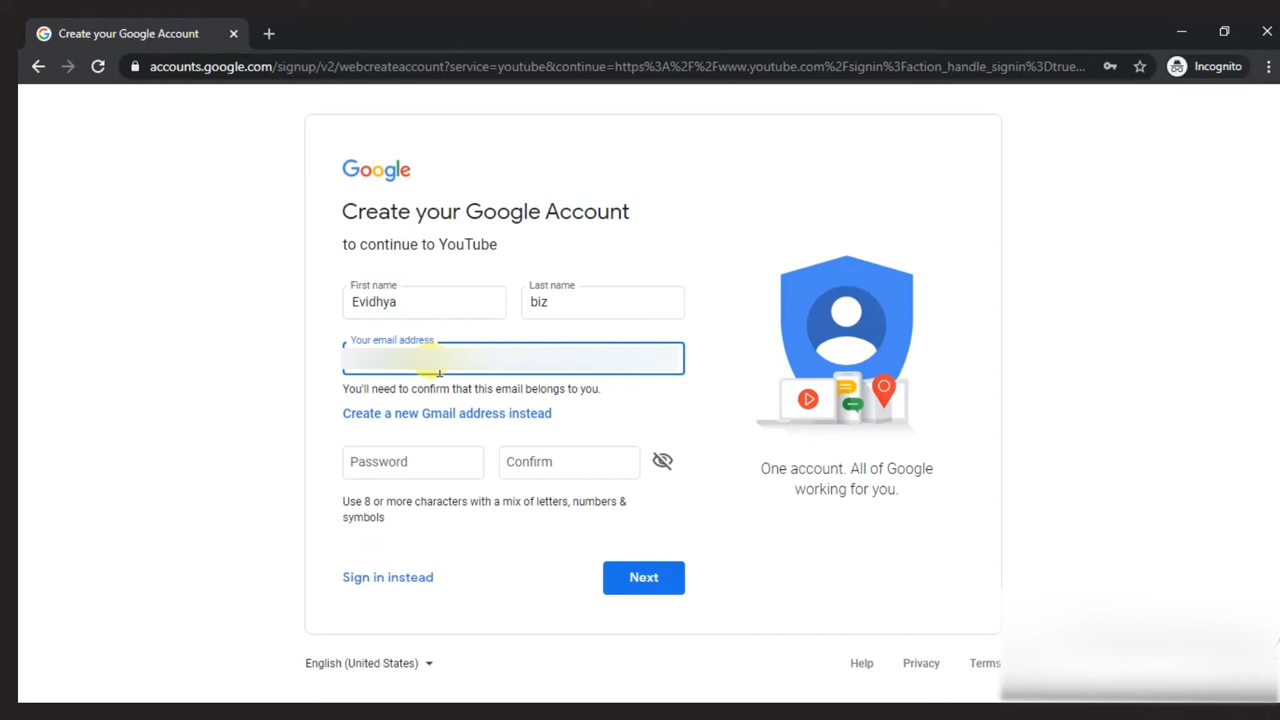 Create your Google Account
accounts.google.com/signup/v2/webcreateaccount?service=youtube&continue=https%3A%2F%2Fwww.youtube.com%2Fsignin%3Faction_handle_signin%3Dtrue...
Incognito
Google
Create your Google Account
to continue to YouTube
First name
Last name
Evidhya
biz
Your email address
You'll need to confirm that this email belongs to you.
Create a new Gmail address instead
Password
Confirm
Use 8 or more characters with a mix of letters, numbers &
symbols
One account. All of Google
working for you.
Sign in instead
Next
English (United States)
Help
Privacy
Terms